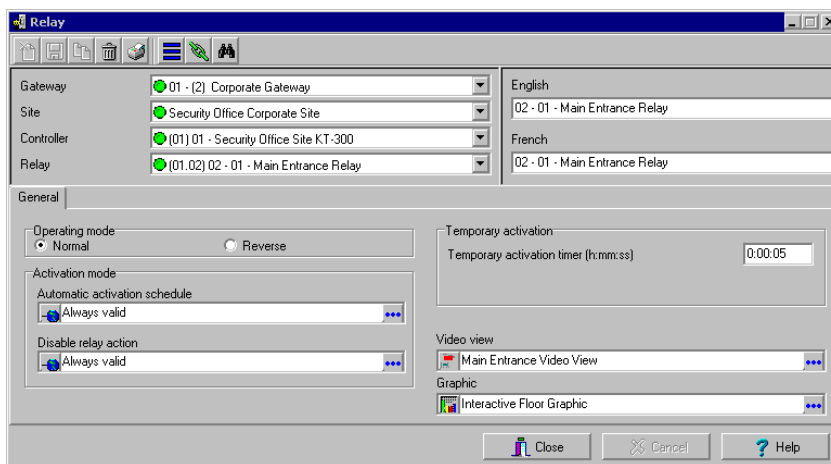 Relay
Gateway
01 - (2) Corporate Gateway
Site
Security Office Corporate Site
Controller
(01) 01 - Security Office Site KT-300
Relay
(01.02) 02 - 01 - Main Entrance Relay
English
02 - 01 - Main Entrance Relay
French
02 - 01 - Main Entrance Relay
General
Operating mode
Normal
Reverse
Activation mode
Automatic activation schedule
Always valid
Disable relay action
Always valid
Temporary activation
Temporary activation timer (h:mm:ss)
0:00:05
Video view
Main Entrance Video View
Graphic
Interactive Floor Graphic
Close
Cancel
Help